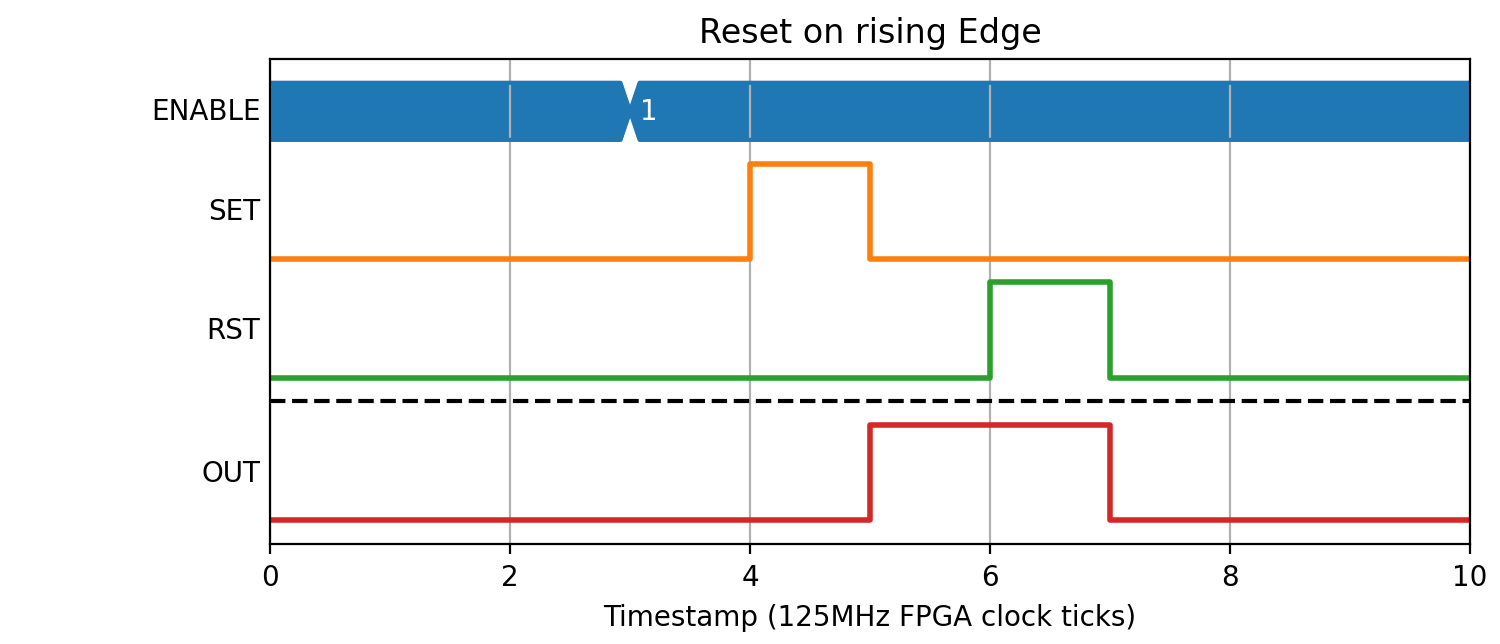 Reset on rising Edge
ENABLE
1
SET
RST
OUT
0 2 4 6 8 10
Timestamp (125MHz FPGA clock ticks)